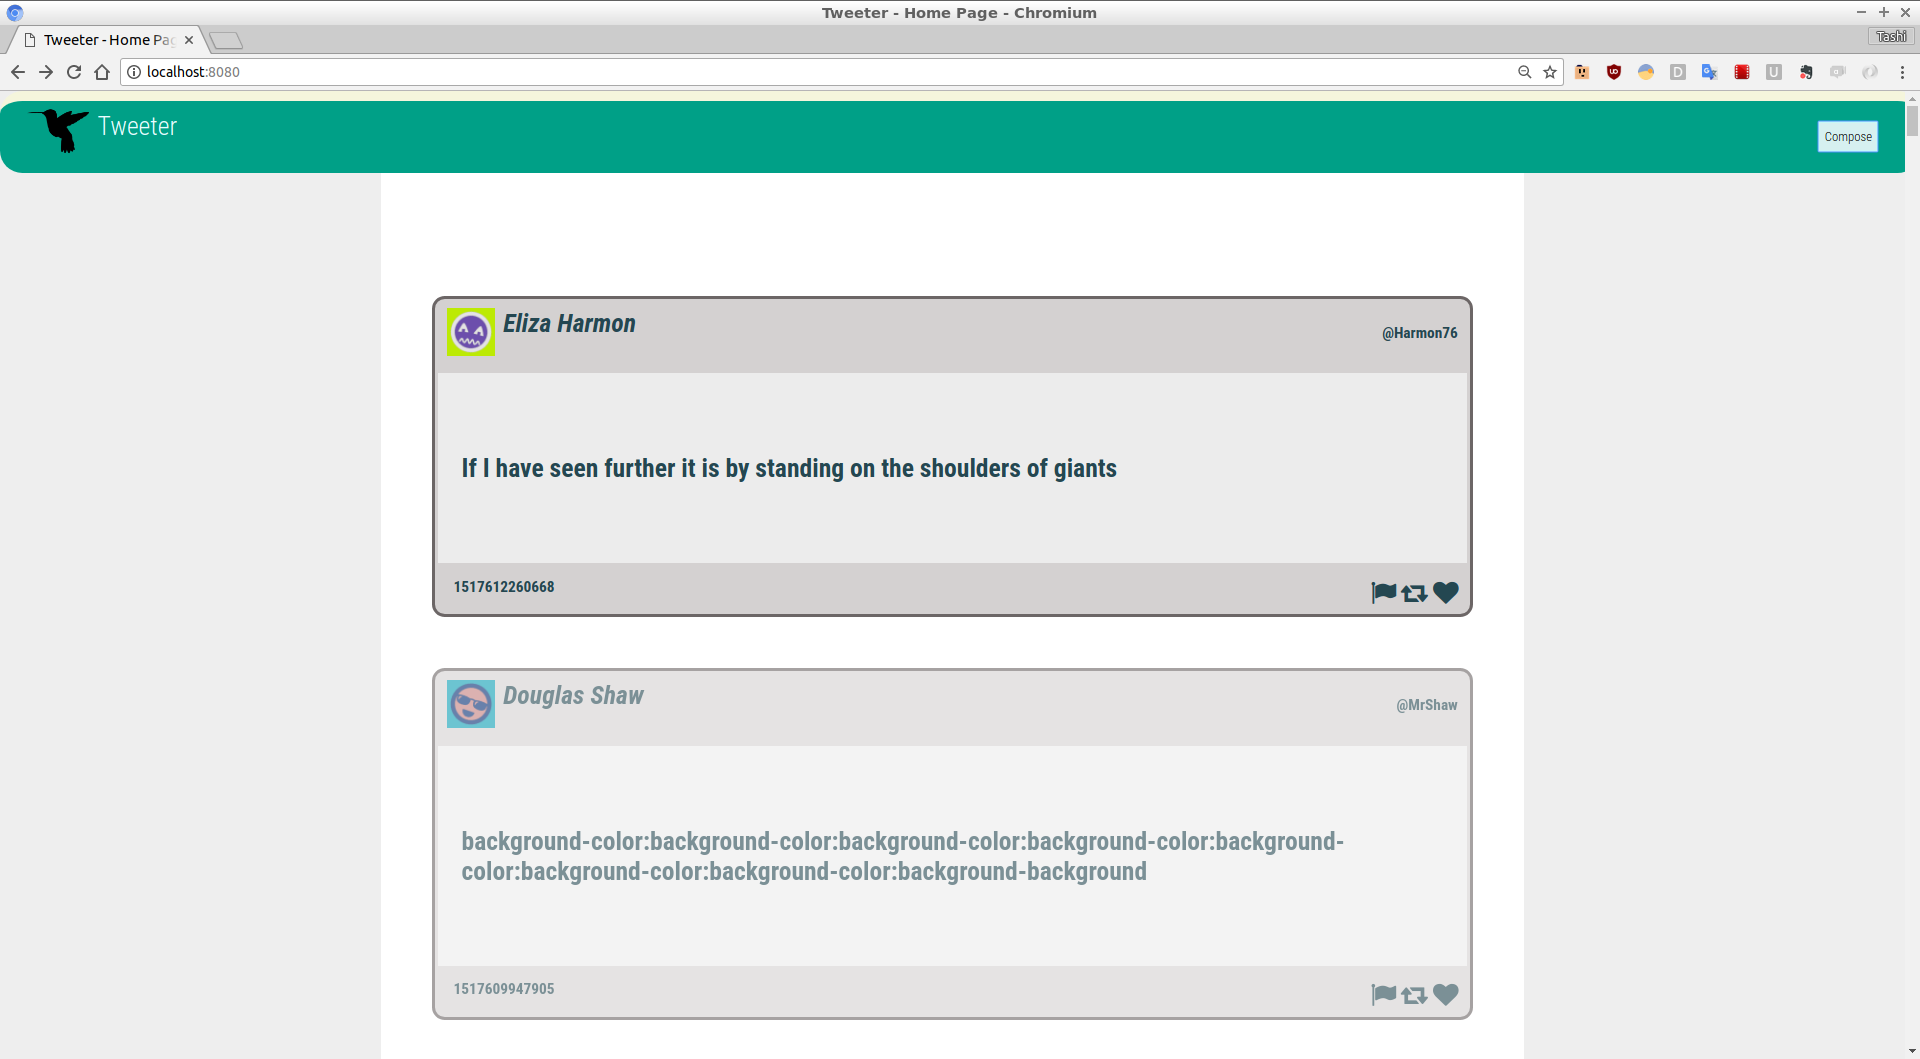 Tweeter - Home Page - Chromium
Tweeter - Home Pa
Tashi
localhost:8080
Tweeter
Compose
Eliza Harmon
@Harmon76
If I have seen further it is by standing on the shoulders of giants
1517612260668
Douglas Shaw
@MrShaw
background-color:background-color:background-color:background-color:background-
color:background-color:background-color:background-background
1517609947905